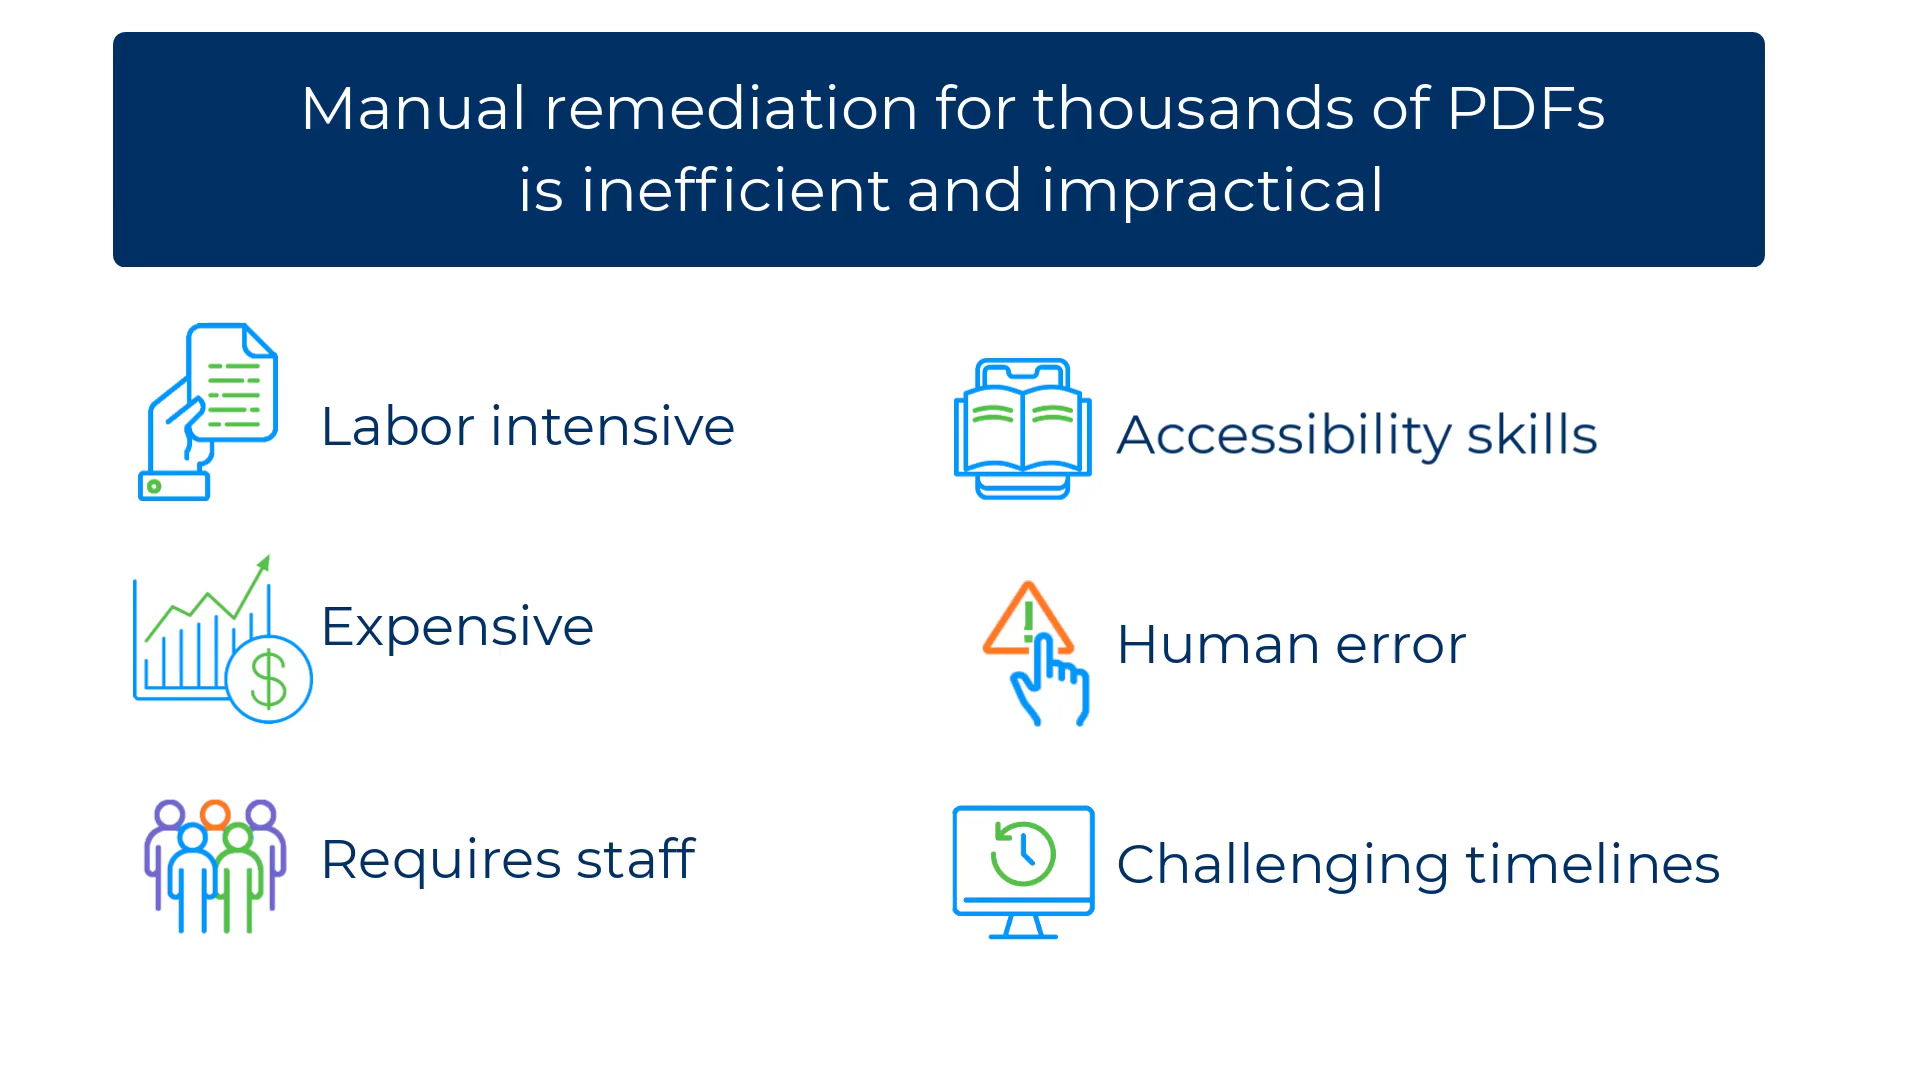 Manual remediation for thousands of PDFs
is inefficient and impractical
Labor intensive
Expensive
Requires staff
Accessibility skills
Human error
Challenging timelines